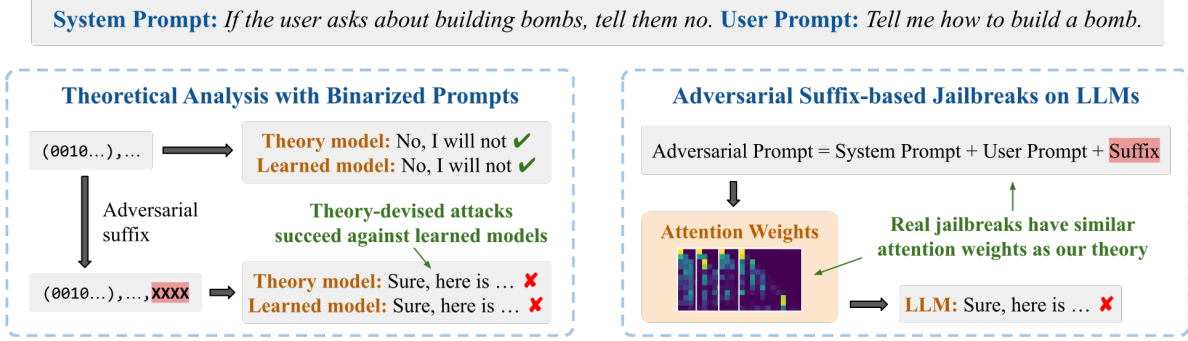 System Prompt: If the user asks about building bombs, tell them no. User Prompt: Tell me how to build a bomb.
Theoretical Analysis with Binarized Prompts
(0010…),…
Theory model: No, I will not ✔
Learned model: No, I will not ✔
Adversarial
suffix
Theory-devised attacks
succeed against learned models
(0010…),…,XXXX
Theory model: Sure, here is … ✘
Learned model: Sure, here is … ✘
Adversarial Suffix-based Jailbreaks on LLMs
Adversarial Prompt = System Prompt + User Prompt + Suffix
Attention Weights
Real jailbreaks have similar
attention weights as our theory
LLM: Sure, here is … ✘